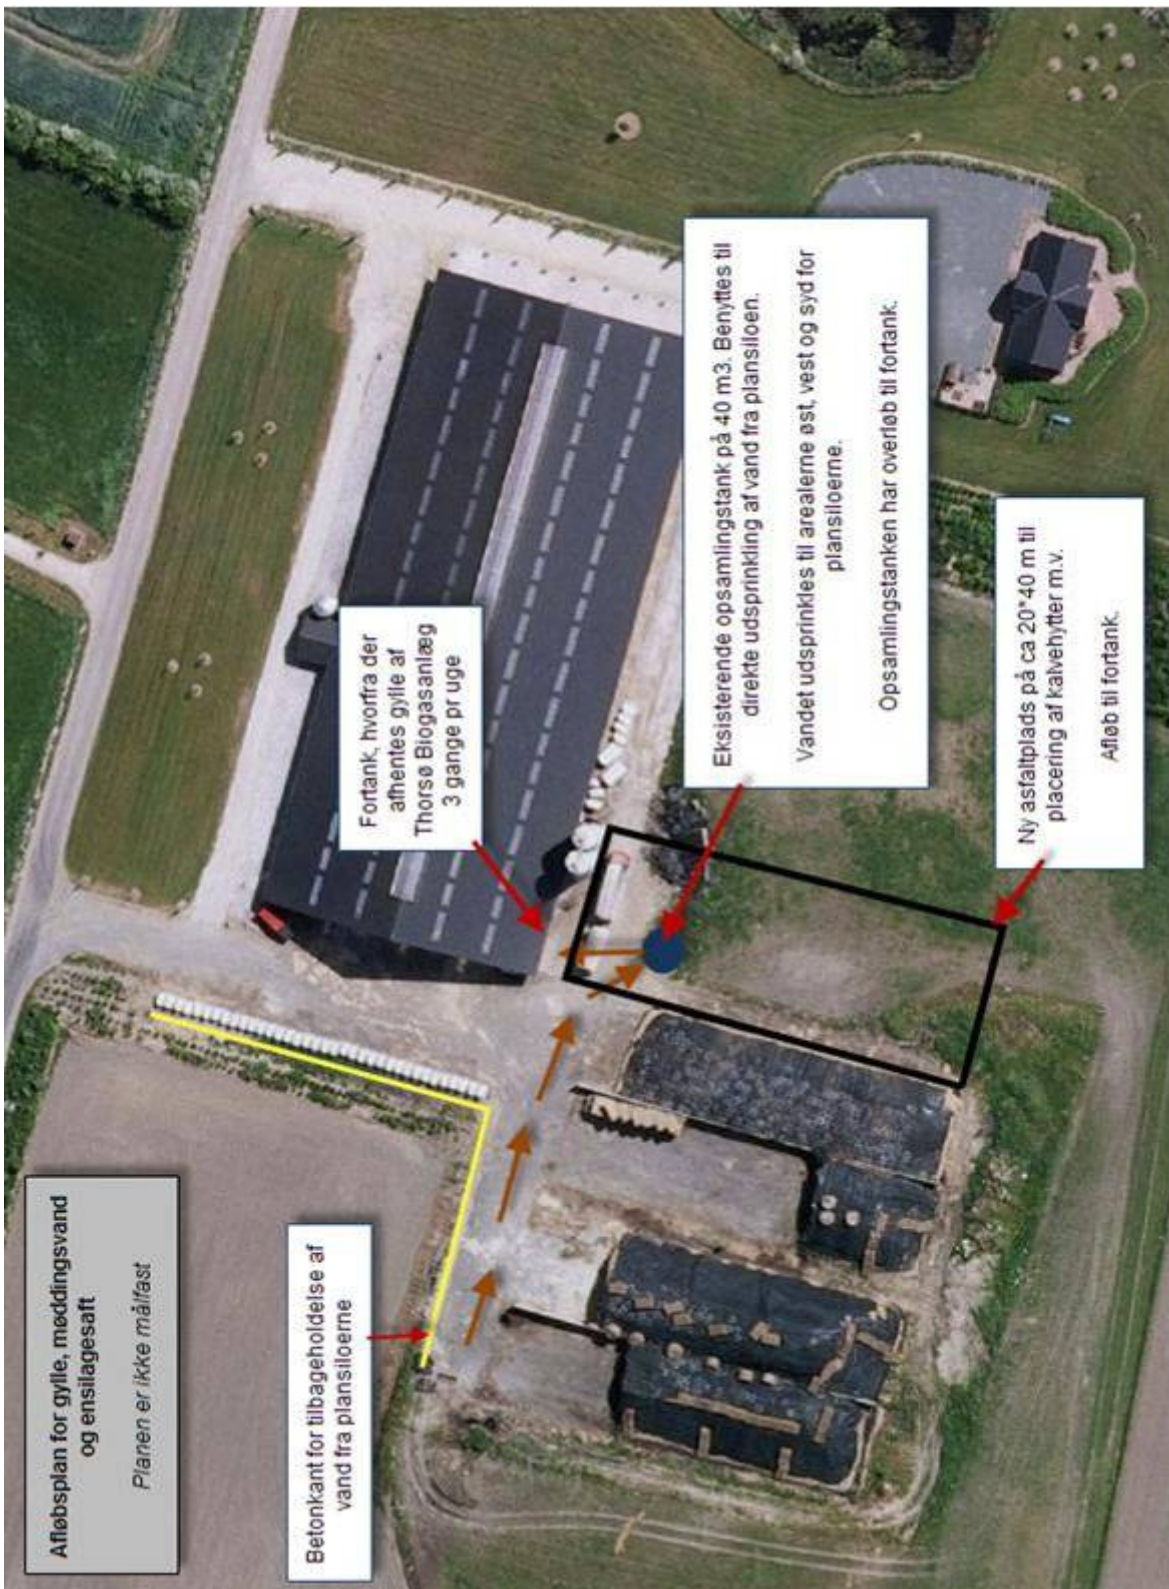 Afløbsplan for gylle, møddingsvand
og ensilagesaft
Planen er ikke målfast
Betonkant for tilbageholdelse af
vand fra plansiloerne
Fortank, hvorfra der
afhentes gylle af
Thorsø Biogasanlæg
3 gange pr uge
Eksisterende opsamlingstank på 40 m3. Benyttes til
direkte udsprinkling af vand fra plansiloen.
Vandet udsprinkles til arealerne øst, vest og syd for
plansiloerne.
Opsamlingstanken har overløb til fortank.
Ny asfaltplads på ca 20*40 m til
placering af kalvehytter m.v.
Afløb til fortank.